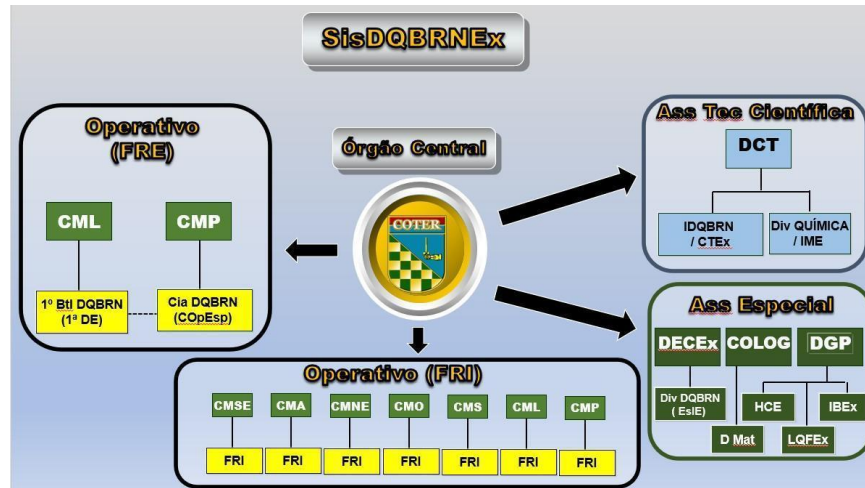 SisDQBRNEx
Operativo
(FRE)
CML
CMP
1º Btl DQBRN
(1ª DE)
Cia DQBRN
(COpEsp)
Órgão Central
COTER
Ass Tec Científica
DCT
IDQBRN
/ CTEx
Div QUÍMICA
/ IME
Ass Especial
DECEx
COLOG
DGP
Div DQBRN
( EsIE)
HCE
IBEx
D Mat
LQFEx
Operativo (FRI)
CMSE
CMA
CMNE
CMO
CMS
CML
CMP
FRI
FRI
FRI
FRI
FRI
FRI
FRI